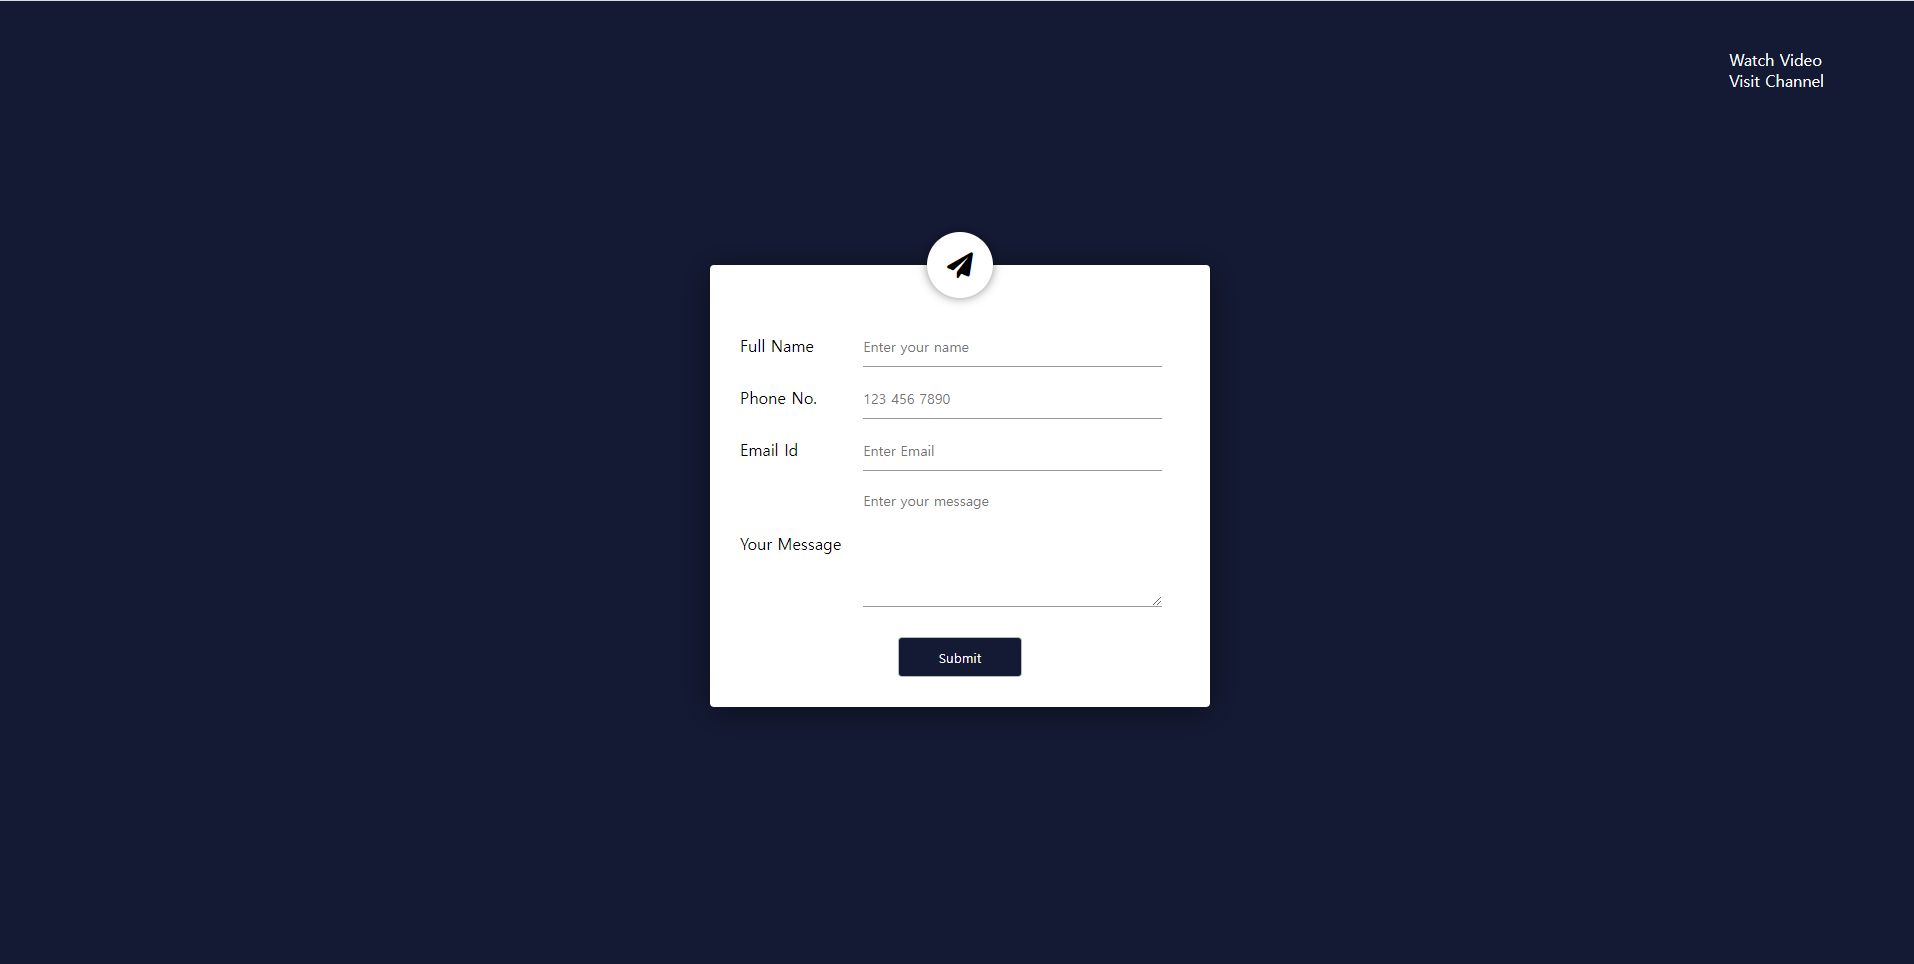 Watch Video
Visit Channel
Full Name
Enter your name
Phone No.
123 456 7890
Email Id
Enter Email
Enter your message
Your Message
Submit